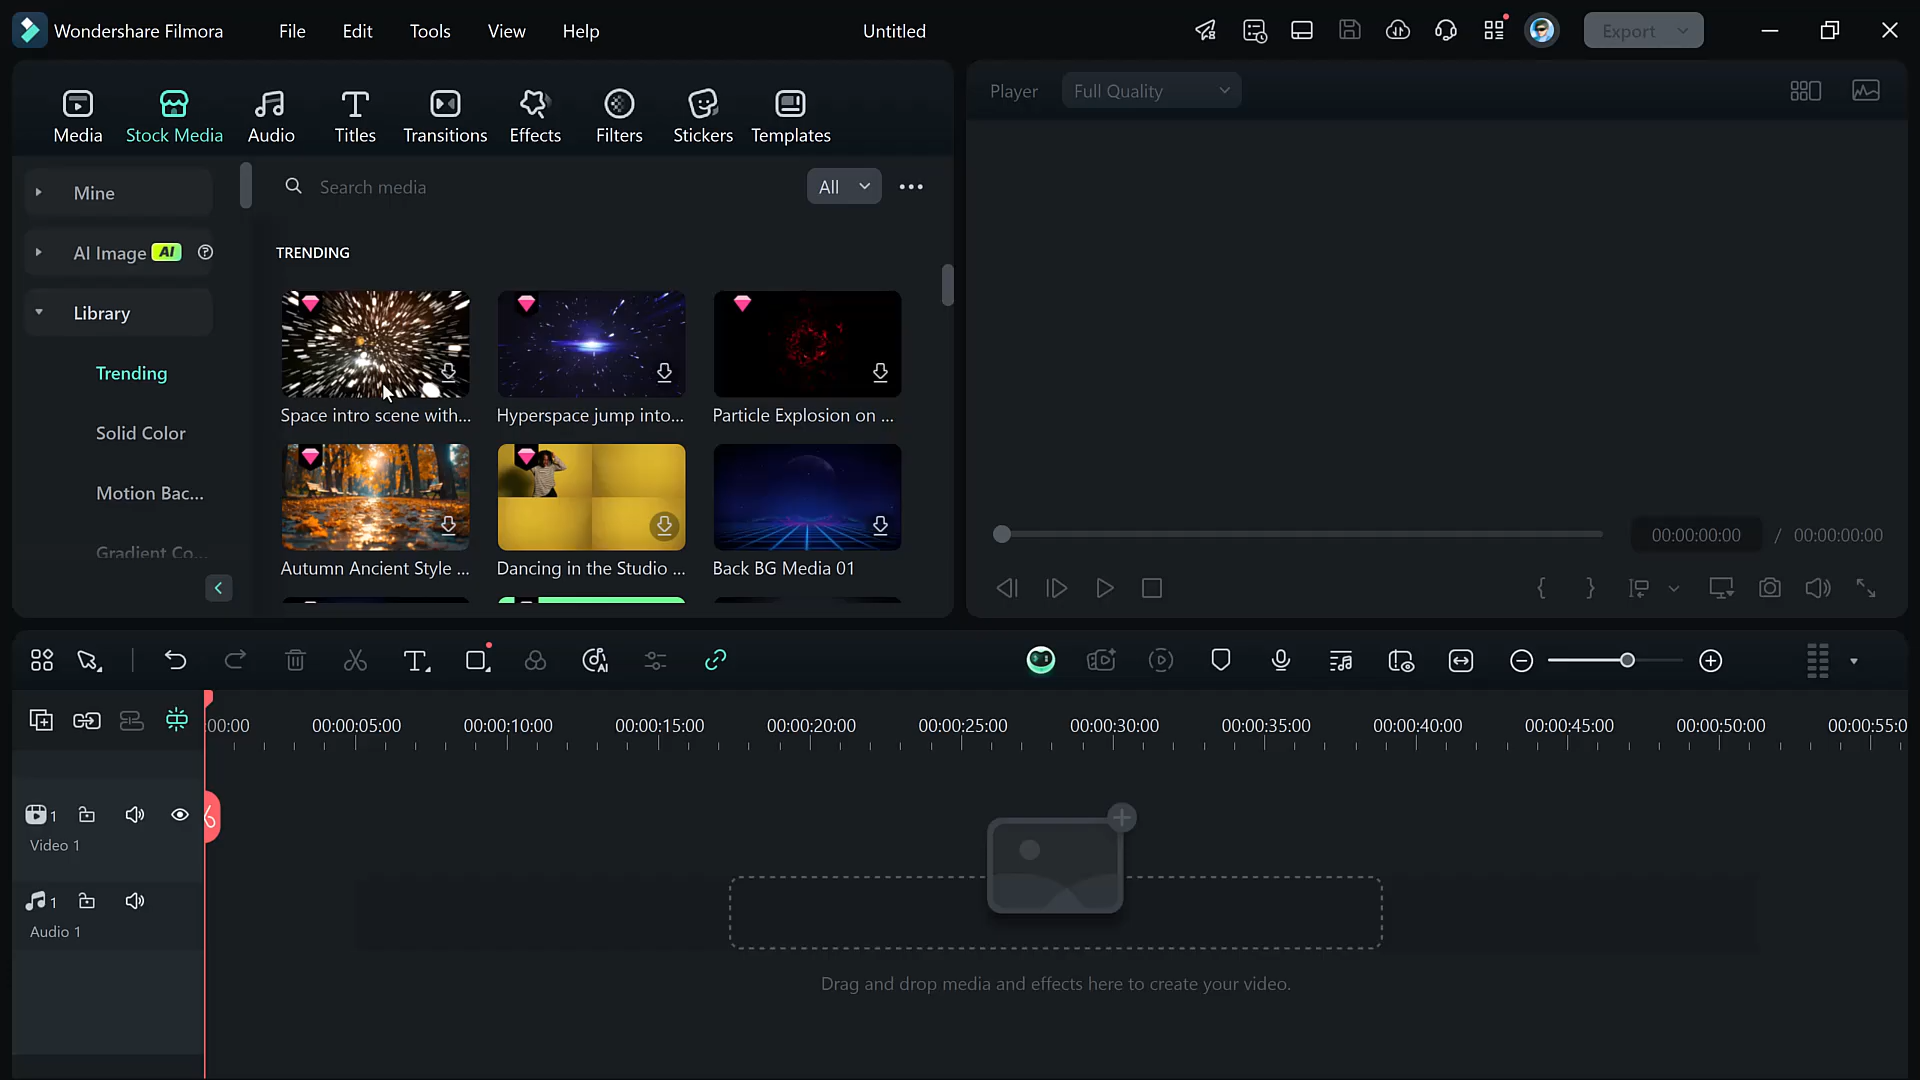 Wondershare Filmora
File
Edit
Tools
View
Help
Untitled
Export
Media
Stock Media
Audio
Titles
Transitions
Effects
Filters
Stickers
Templates
Player
Full Quality
Mine
AI Image AI
Library
Trending
Solid Color
Motion Bac...
Gradient Co...
Search media
All
TRENDING
Space intro scene with...
Hyperspace jump into...
Particle Explosion on ...
Autumn Ancient Style ...
Dancing in the Studio ...
Back BG Media 01
00:00:00:00
/
00:00:00:00
:00:00
00:00:05:00
00:00:10:00
00:00:15:00
00:00:20:00
00:00:25:00
00:00:30:00
00:00:35:00
00:00:40:00
00:00:45:00
00:00:50:00
00:00:55:0
1
Video 1
1
Audio 1
Drag and drop media and effects here to create your video.